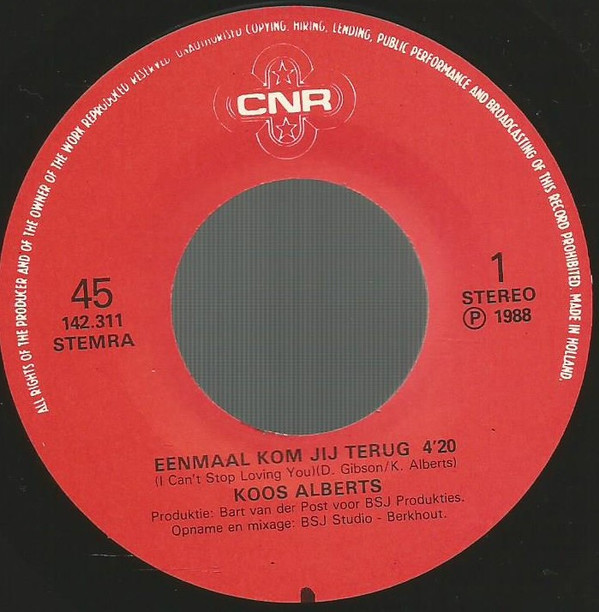 ALL RIGHTS OF THE PRODUCER AND OF THE OWNER OF THE WORK REPRODUCED RESERVED UNAUTHORISED COPYING, HIRING, LENDING, PUBLIC PERFORMANCE AND BROADCASTING OF THIS RECORD PROHIBITED. MADE IN HOLLAND.
CNR
45
142.311
STEMRA
1
STEREO
Ⓟ 1988
EENMAAL KOM JIJ TERUG 4'20
(I Can't Stop Loving You)(D. Gibson/K. Alberts)
KOOS ALBERTS
Produktie: Bart van der Post voor BSJ Produkties.
Opname en mixage: BSJ Studio - Berkhout.